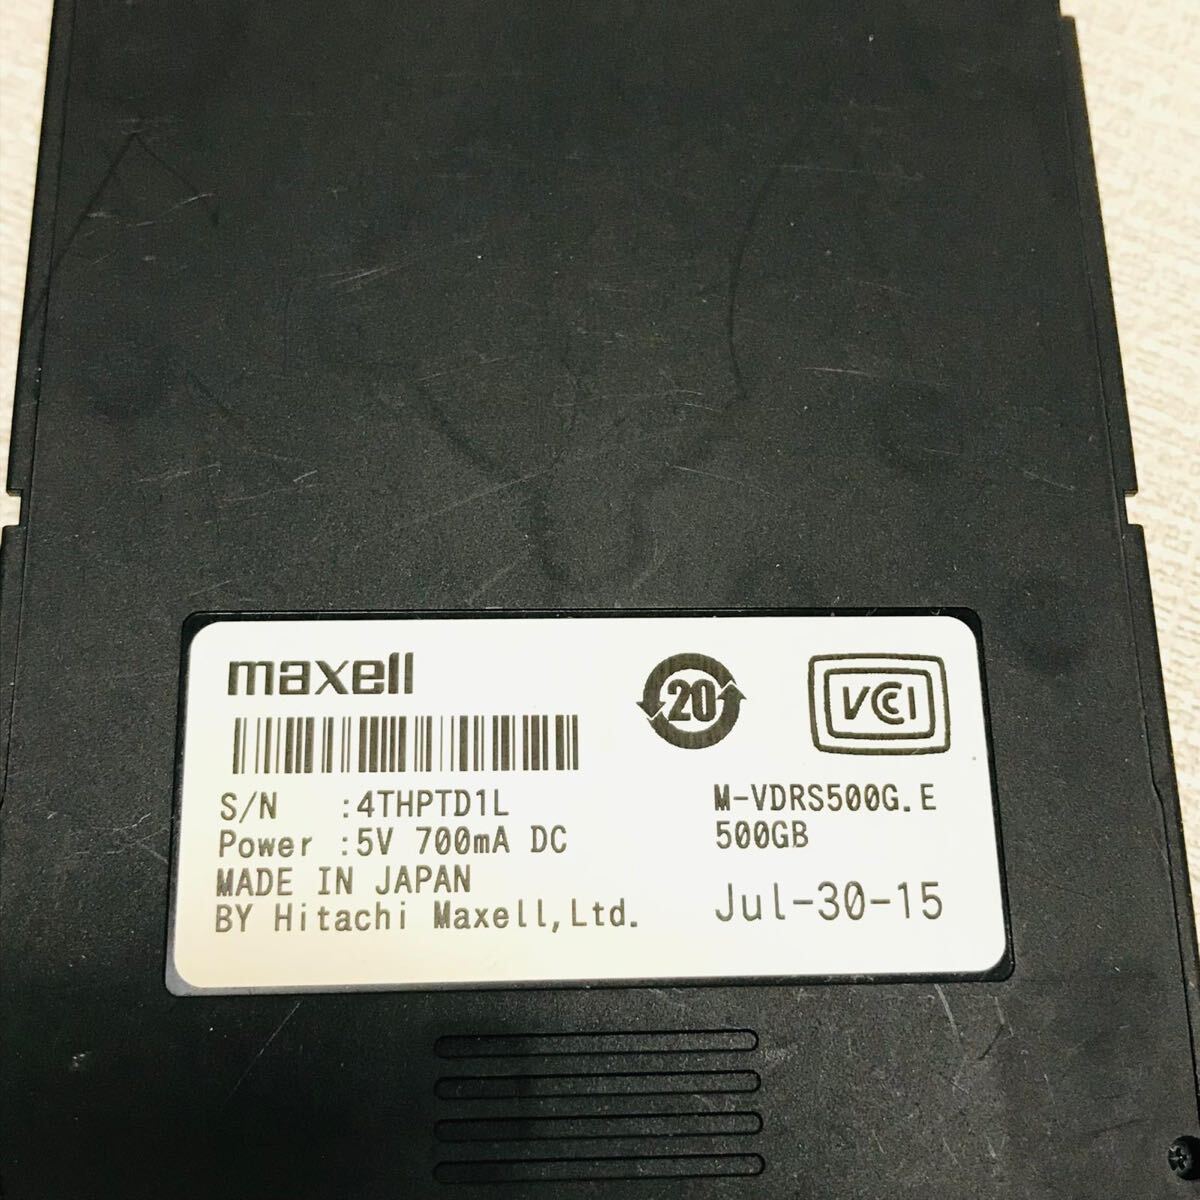 maxell
20
VCCI
S/N :4THPTD1L
Power :5V 700mA DC
MADE IN JAPAN
BY Hitachi Maxell,Ltd.
M-VDRS500G.E
500GB
Jul-30-15